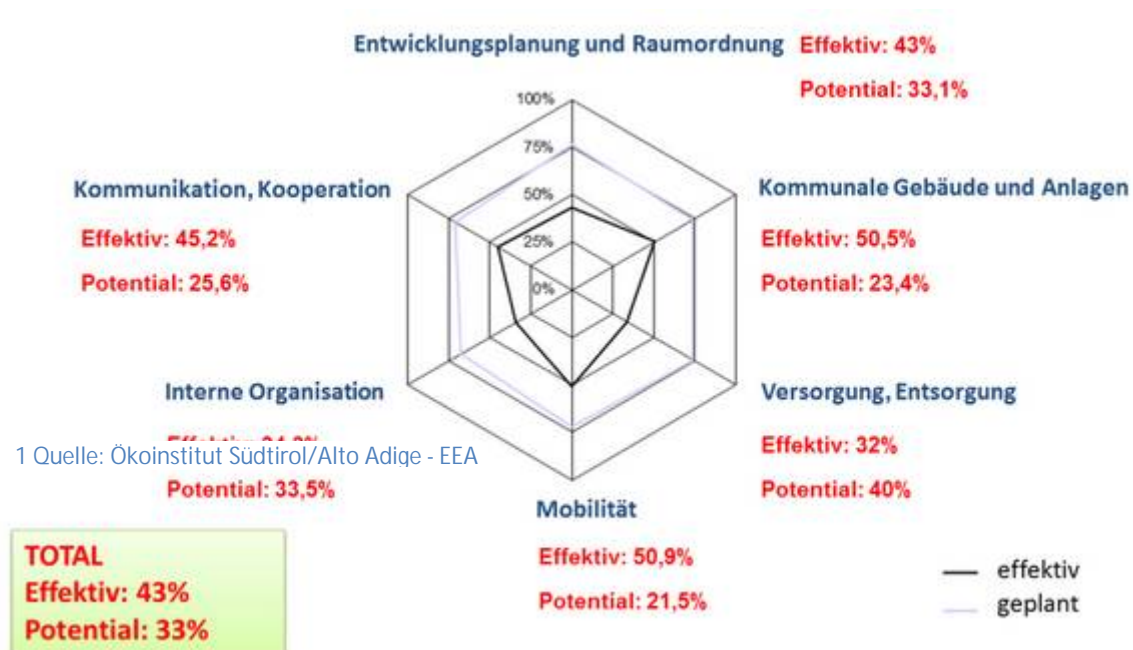 Entwicklungsplanung und Raumordnung Effektiv: 43%
Potential: 33,1%
100%
75%
50%
25%
0%
Kommunikation, Kooperation
Effektiv: 45,2%
Potential: 25,6%
Kommunale Gebäude und Anlagen
Effektiv: 50,5%
Potential: 23,4%
Interne Organisation
1 Quelle: Ökoinstitut Südtirol/Alto Adige - EEA
Potential: 33,5%
Versorgung, Entsorgung
Effektiv: 32%
Potential: 40%
Mobilität
Effektiv: 50,9%
Potential: 21,5%
TOTAL
Effektiv: 43%
Potential: 33%
effektiv
geplant